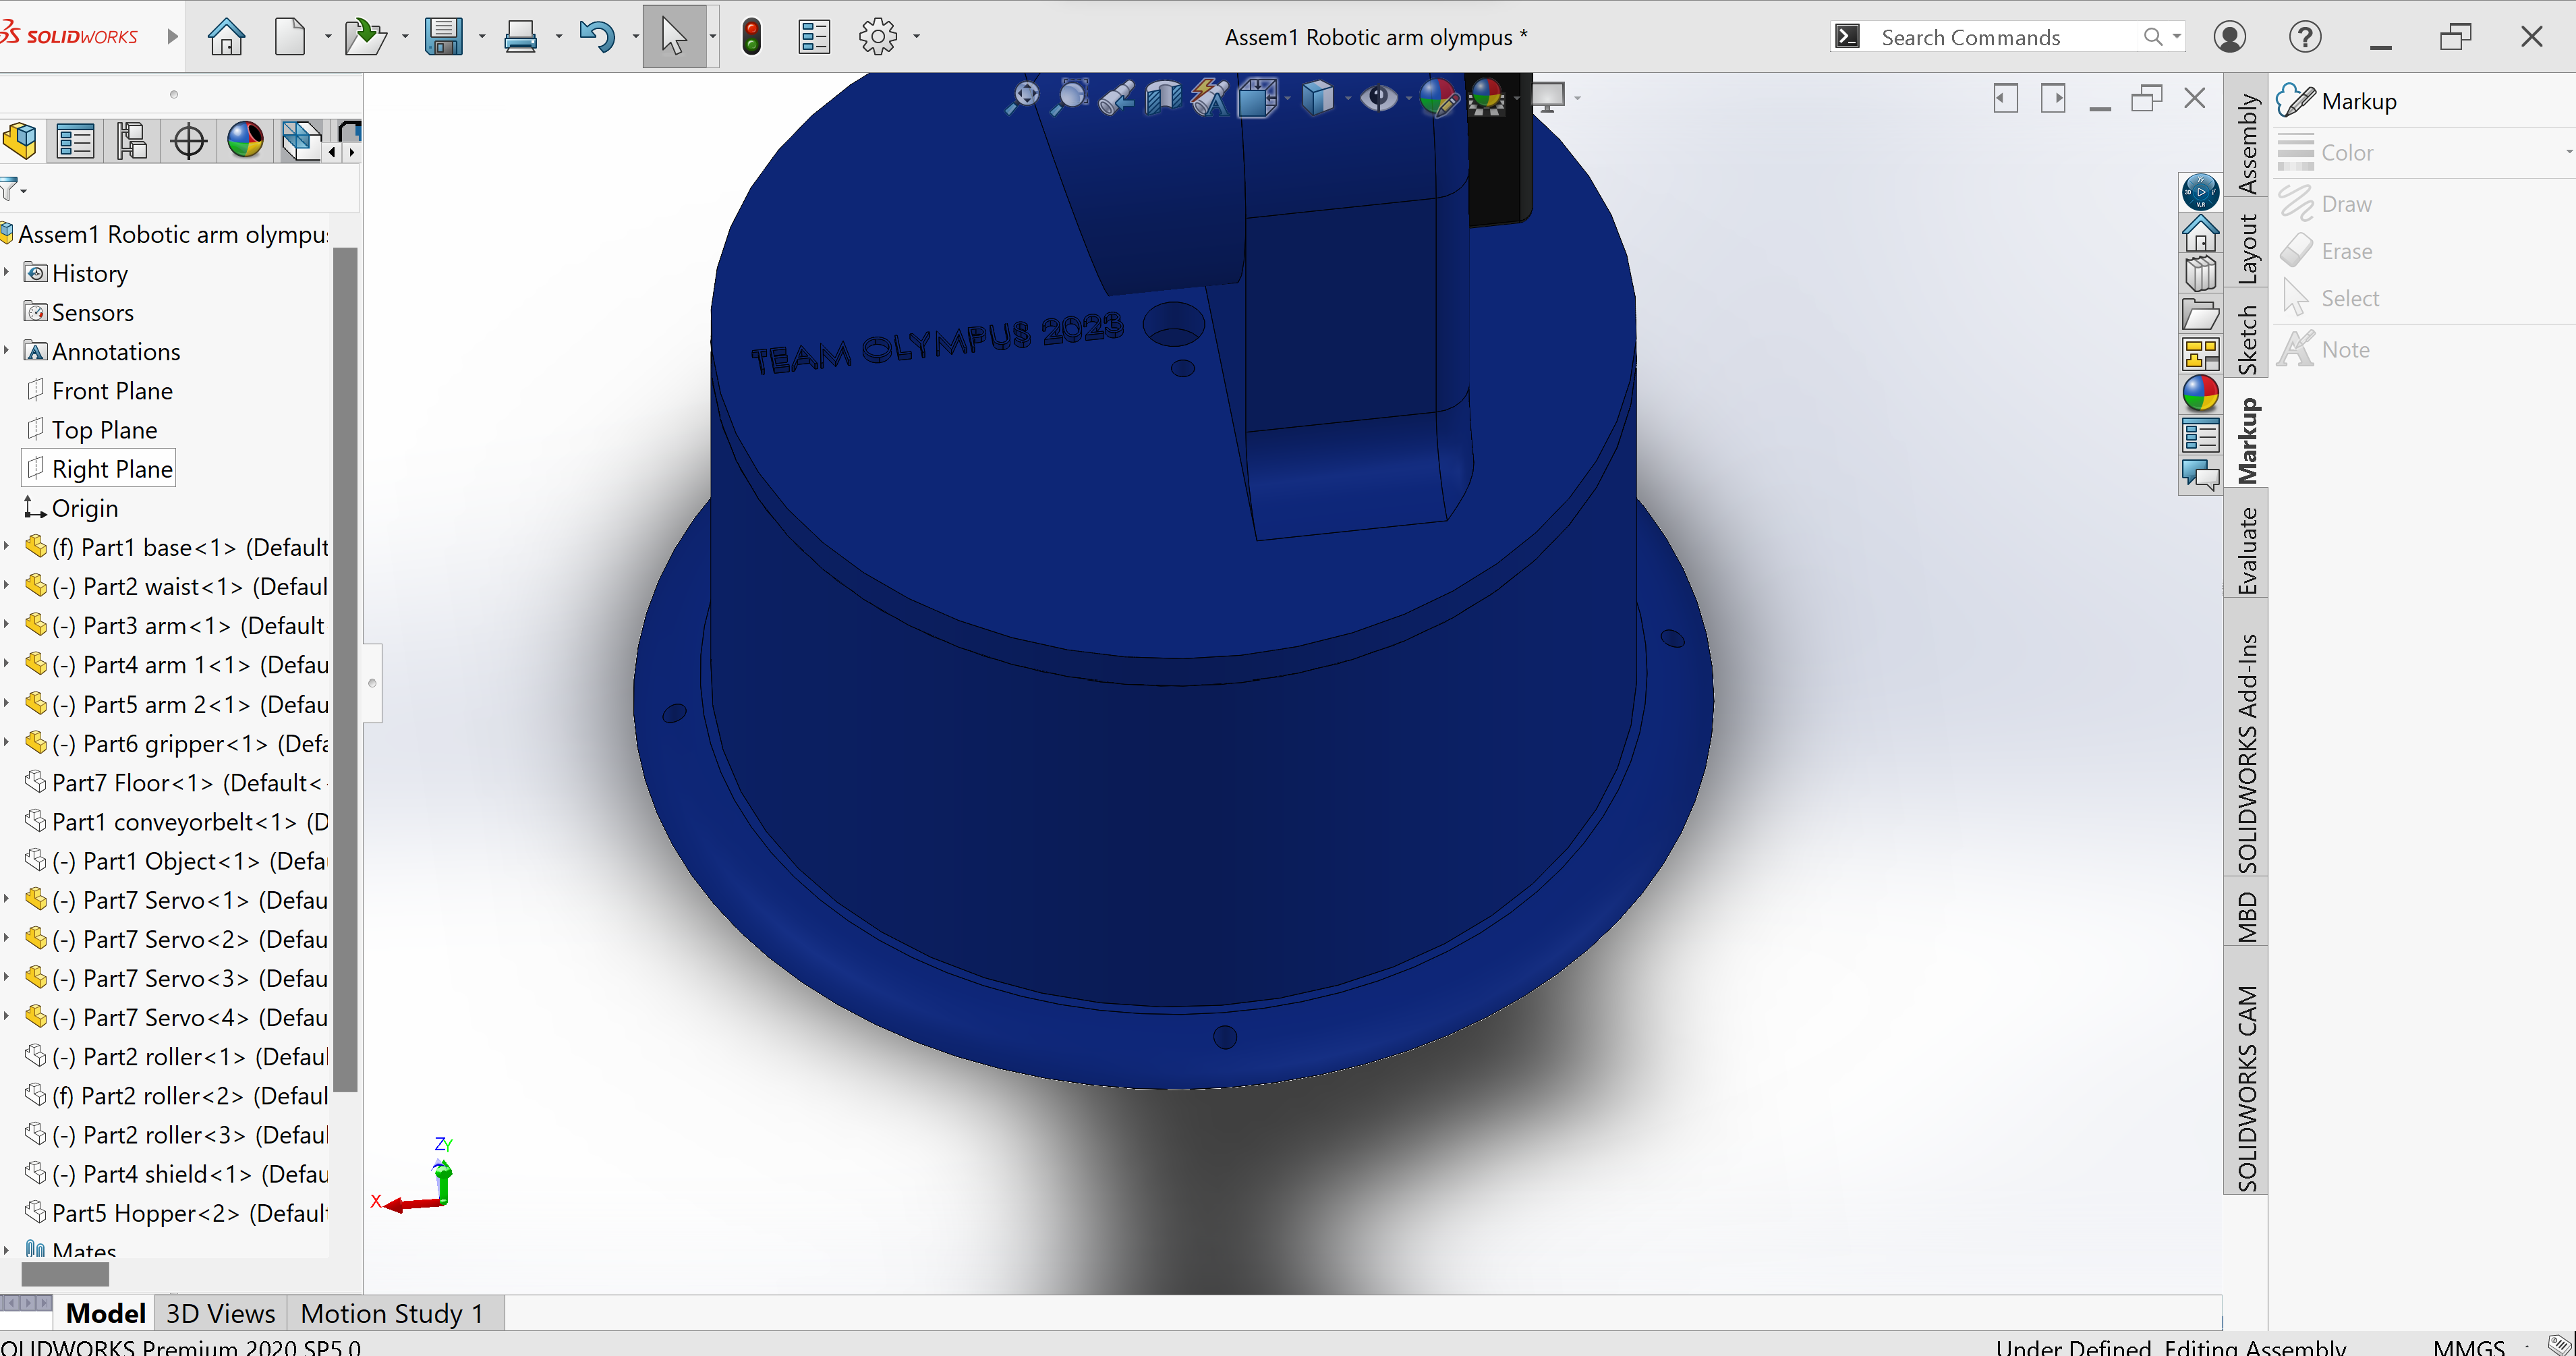 SOLIDWORKS
Assem1 Robotic arm olympus *
Search Commands
Assem1 Robotic arm olympu
History
Sensors
Annotations
Front Plane
Top Plane
Right Plane
Origin
(f) Part1 base<1> (Default
(-) Part2 waist<1> (Defaul
(-) Part3 arm<1> (Default
(-) Part4 arm 1<1> (Defau
(-) Part5 arm 2<1> (Defau
(-) Part6 gripper<1> (Defa
Part7 Floor<1> (Default<
Part1 conveyorbelt<1> (D
(-) Part1 Object<1> (Defa
(-) Part7 Servo<1> (Defau
(-) Part7 Servo<2> (Defau
(-) Part7 Servo<3> (Defau
(-) Part7 Servo<4> (Defau
(-) Part2 roller<1> (Defaul
(f) Part2 roller<2> (Defaul
(-) Part2 roller<3> (Defaul
(-) Part4 shield<1> (Defau
Part5 Hopper<2> (Default
Mates
TEAM OLYMPUS 2023
ZY
X
Assembly
Layout
Sketch
Markup
Evaluate
SOLIDWORKS Add-Ins
MBD
SOLIDWORKS CAM
Markup
Color
Draw
Erase
Select
Note
Model
3D Views
Motion Study 1
OLIDWORKS Premium 2020 SP5.0
Under Defined
Editing Assembly
MMGS